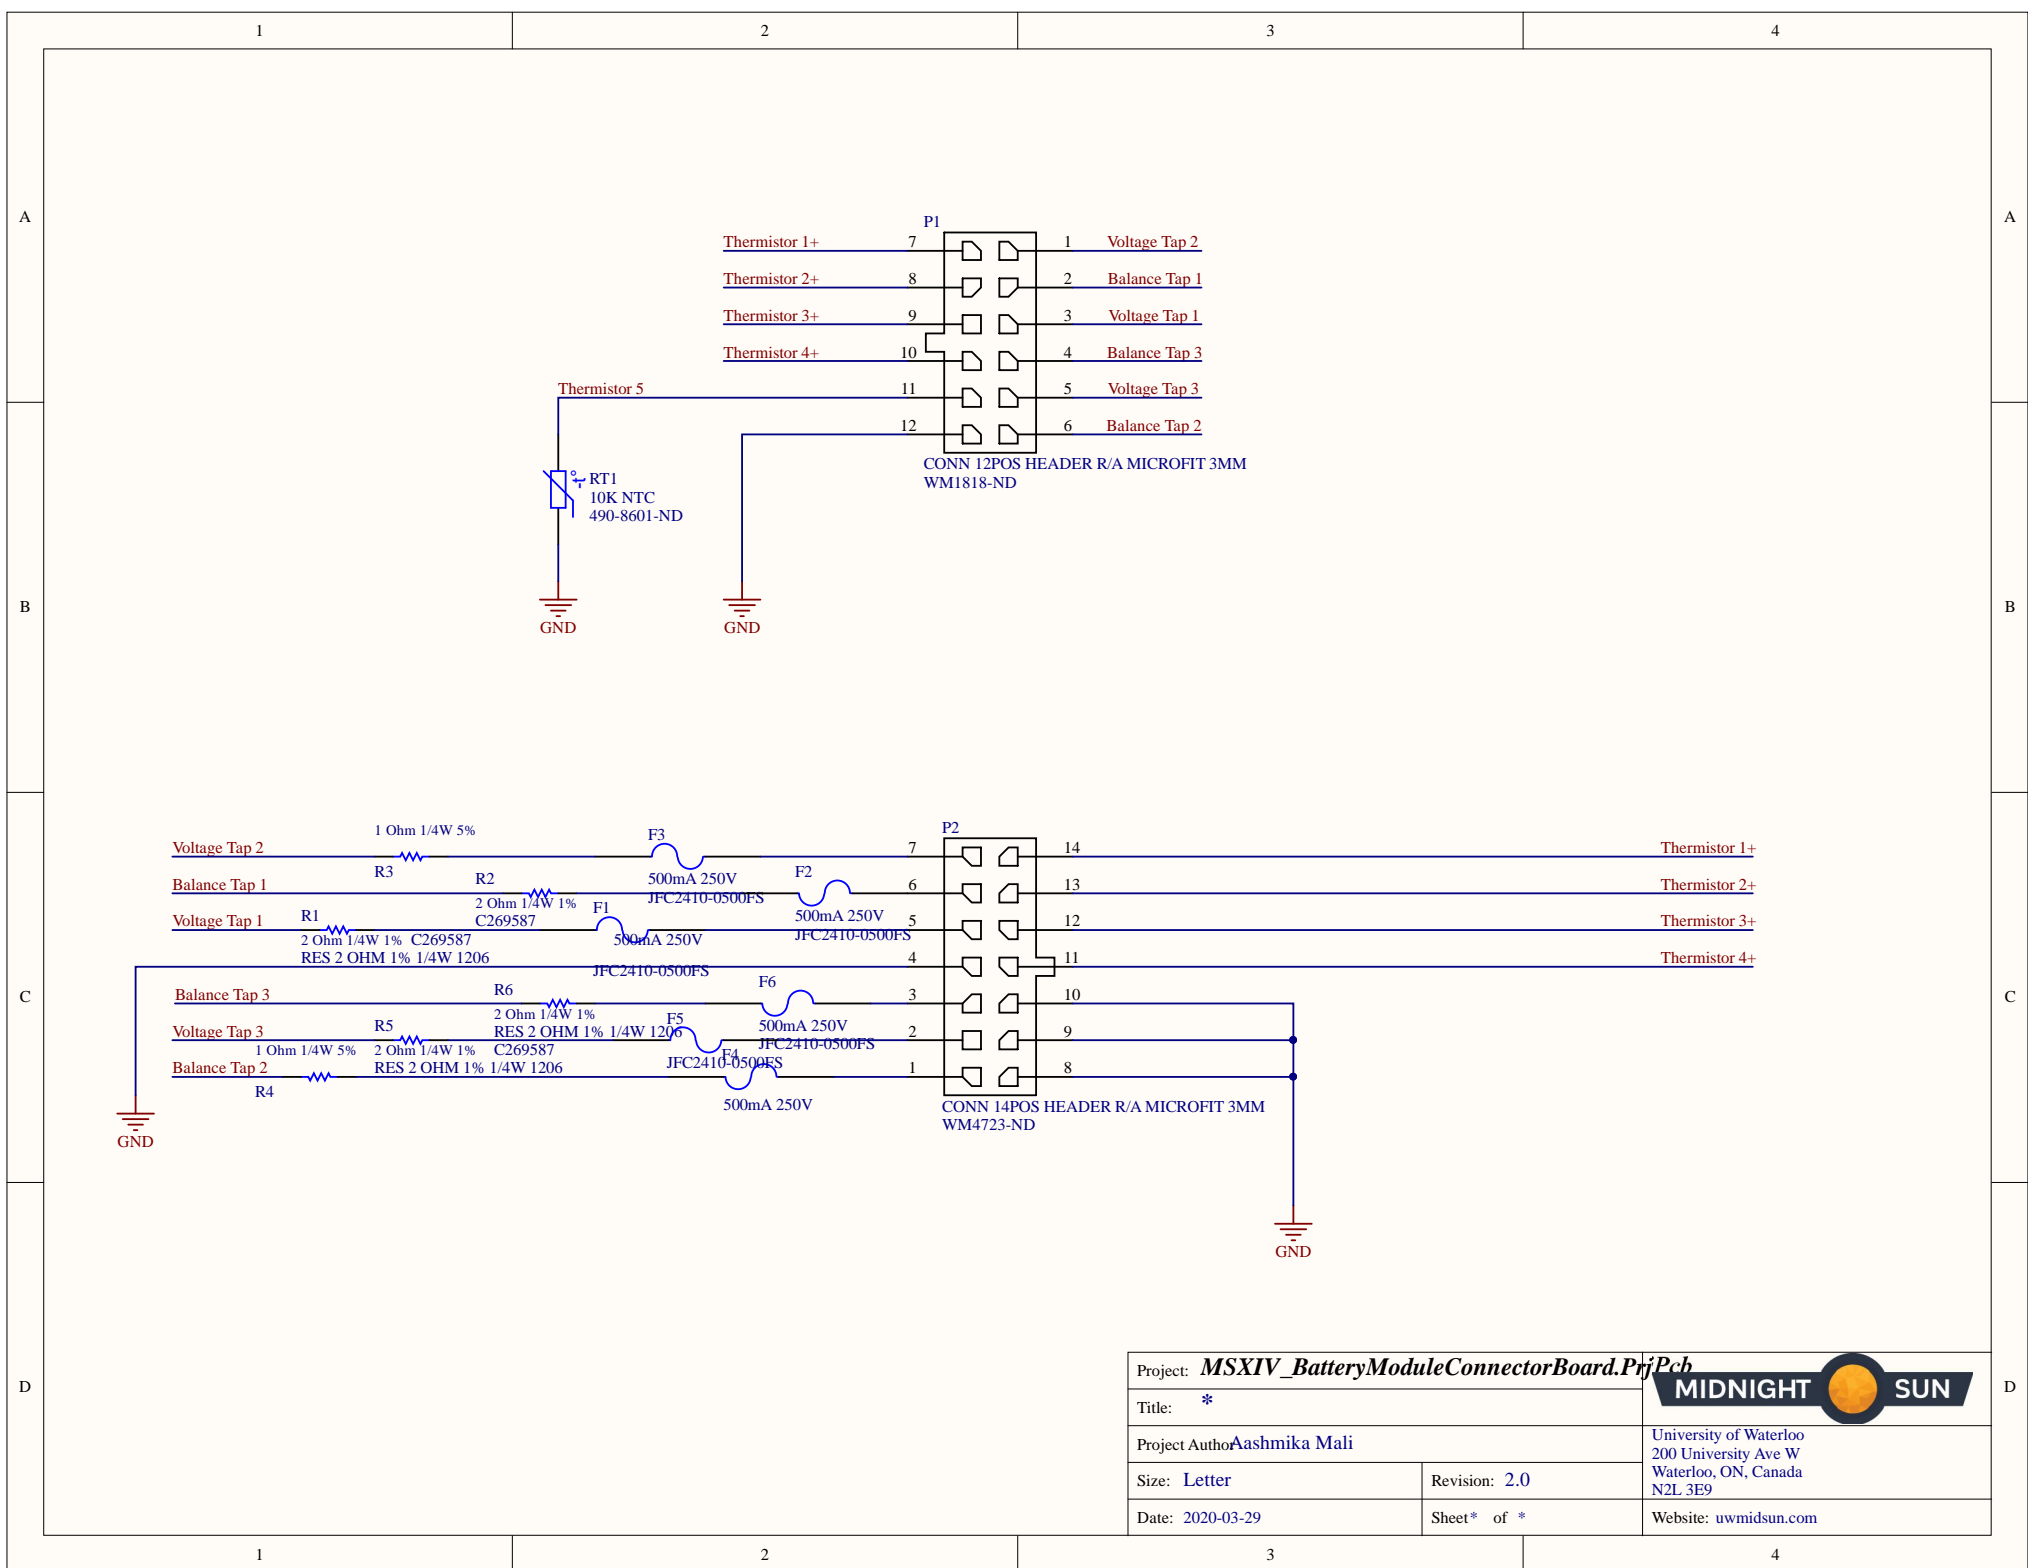 1 2 3 4
A A
P1
Thermistor 1+ 7 1 Voltage Tap 2
Thermistor 2+ 8 2 Balance Tap 1
Thermistor 3+ 9 3 Voltage Tap 1
Thermistor 4+ 10 4 Balance Tap 3
Thermistor 5 11 5 Voltage Tap 3
12 6 Balance Tap 2
CONN 12POS HEADER R/A MICROFIT 3MM
WM1818-ND
-t° RT1
10K NTC
490-8601-ND
B B
GND GND
1 Ohm 1/4W 5% F3 P2
Voltage Tap 2 7 14 Thermistor 1+
R3 R2 500mA 250V F2
Balance Tap 1 6 13 Thermistor 2+
2 Ohm 1/4W 1% JFC2410-0500FS
R1 C269587 F1 500mA 250V
Voltage Tap 1 5 12 Thermistor 3+
2 Ohm 1/4W 1% C269587 500mA 250V JFC2410-0500FS
RES 2 OHM 1% 1/4W 1206 4 11 Thermistor 4+
JFC2410-0500FS
C C
Balance Tap 3 R6 F6 3 10
2 Ohm 1/4W 1%
Voltage Tap 3 R5 RES 2 OHM 1% 1/4W 1206 F5 500mA 250V 2 9
1 Ohm 1/4W 5% 2 Ohm 1/4W 1% C269587 F4 JFC2410-0500FS
Balance Tap 2 RES 2 OHM 1% 1/4W 1206 JFC2410-0500FS 1 8
R4 500mA 250V
CONN 14POS HEADER R/A MICROFIT 3MM
WM4723-ND
GND
GND
D D
Project: MSXIV_BatteryModuleConnectorBoard.PrjPcb
MIDNIGHT SUN
Title: *
Project Author Aashmika Mali
University of Waterloo
200 University Ave W
Waterloo, ON, Canada
N2L 3E9
Size: Letter Revision: 2.0
Date: 2020-03-29 Sheet * of * Website: uwmidsun.com
1 2 3 4